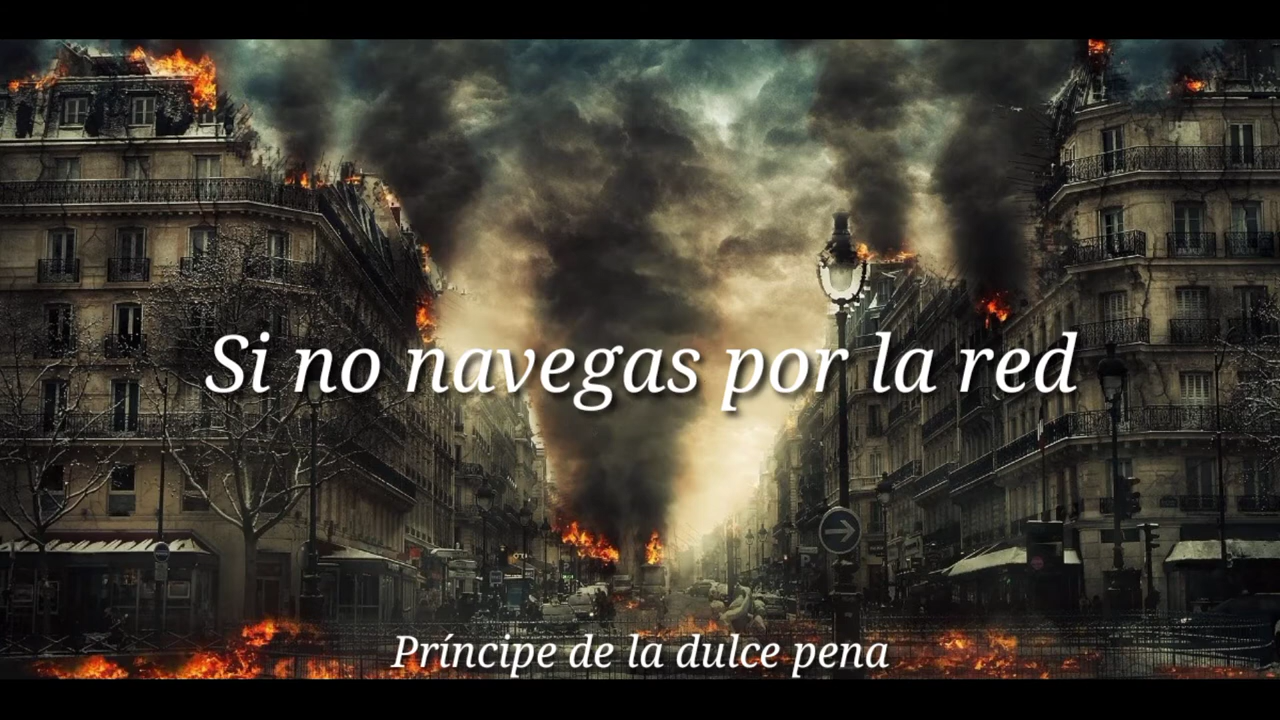 Si no navegas por la red
Príncipe de la dulce pena